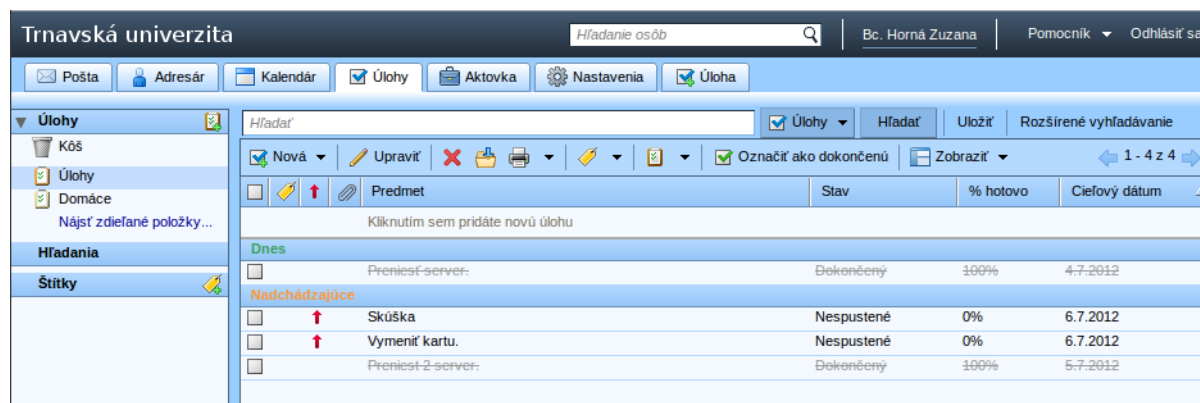 Trnavská univerzita Hľadanie osôb Bc. Horná Zuzana Pomocník Odhlásiť sa
Pošta Adresár Kalendár Úlohy Aktovka Nastavenia Úloha
Úlohy
Kôš
Úlohy
Domáce
Nájsť zdieľané položky...
Hľadania
Štítky
Hľadať Úlohy Hľadať Uložiť Rozšírené vyhľadávanie
Nová Upraviť Označiť ako dokončenú Zobraziť 1 - 4 z 4
Predmet Stav % hotovo Cieľový dátum
Kliknutím sem pridáte novú úlohu
Dnes
Preniesť server. Dokončený 100% 4.7.2012
Nadchádzajúce
Skúška Nespustené 0% 6.7.2012
Vymeniť kartu. Nespustené 0% 6.7.2012
Preniest 2 server. Dokončený 100% 5.7.2012